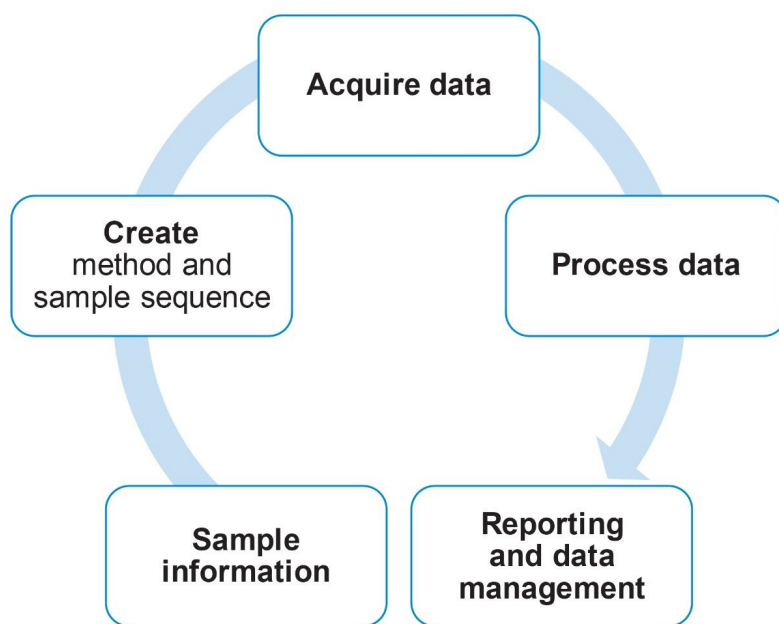 Acquire data
Create
method and
sample sequence
Process data
Sample
information
Reporting
and data
management